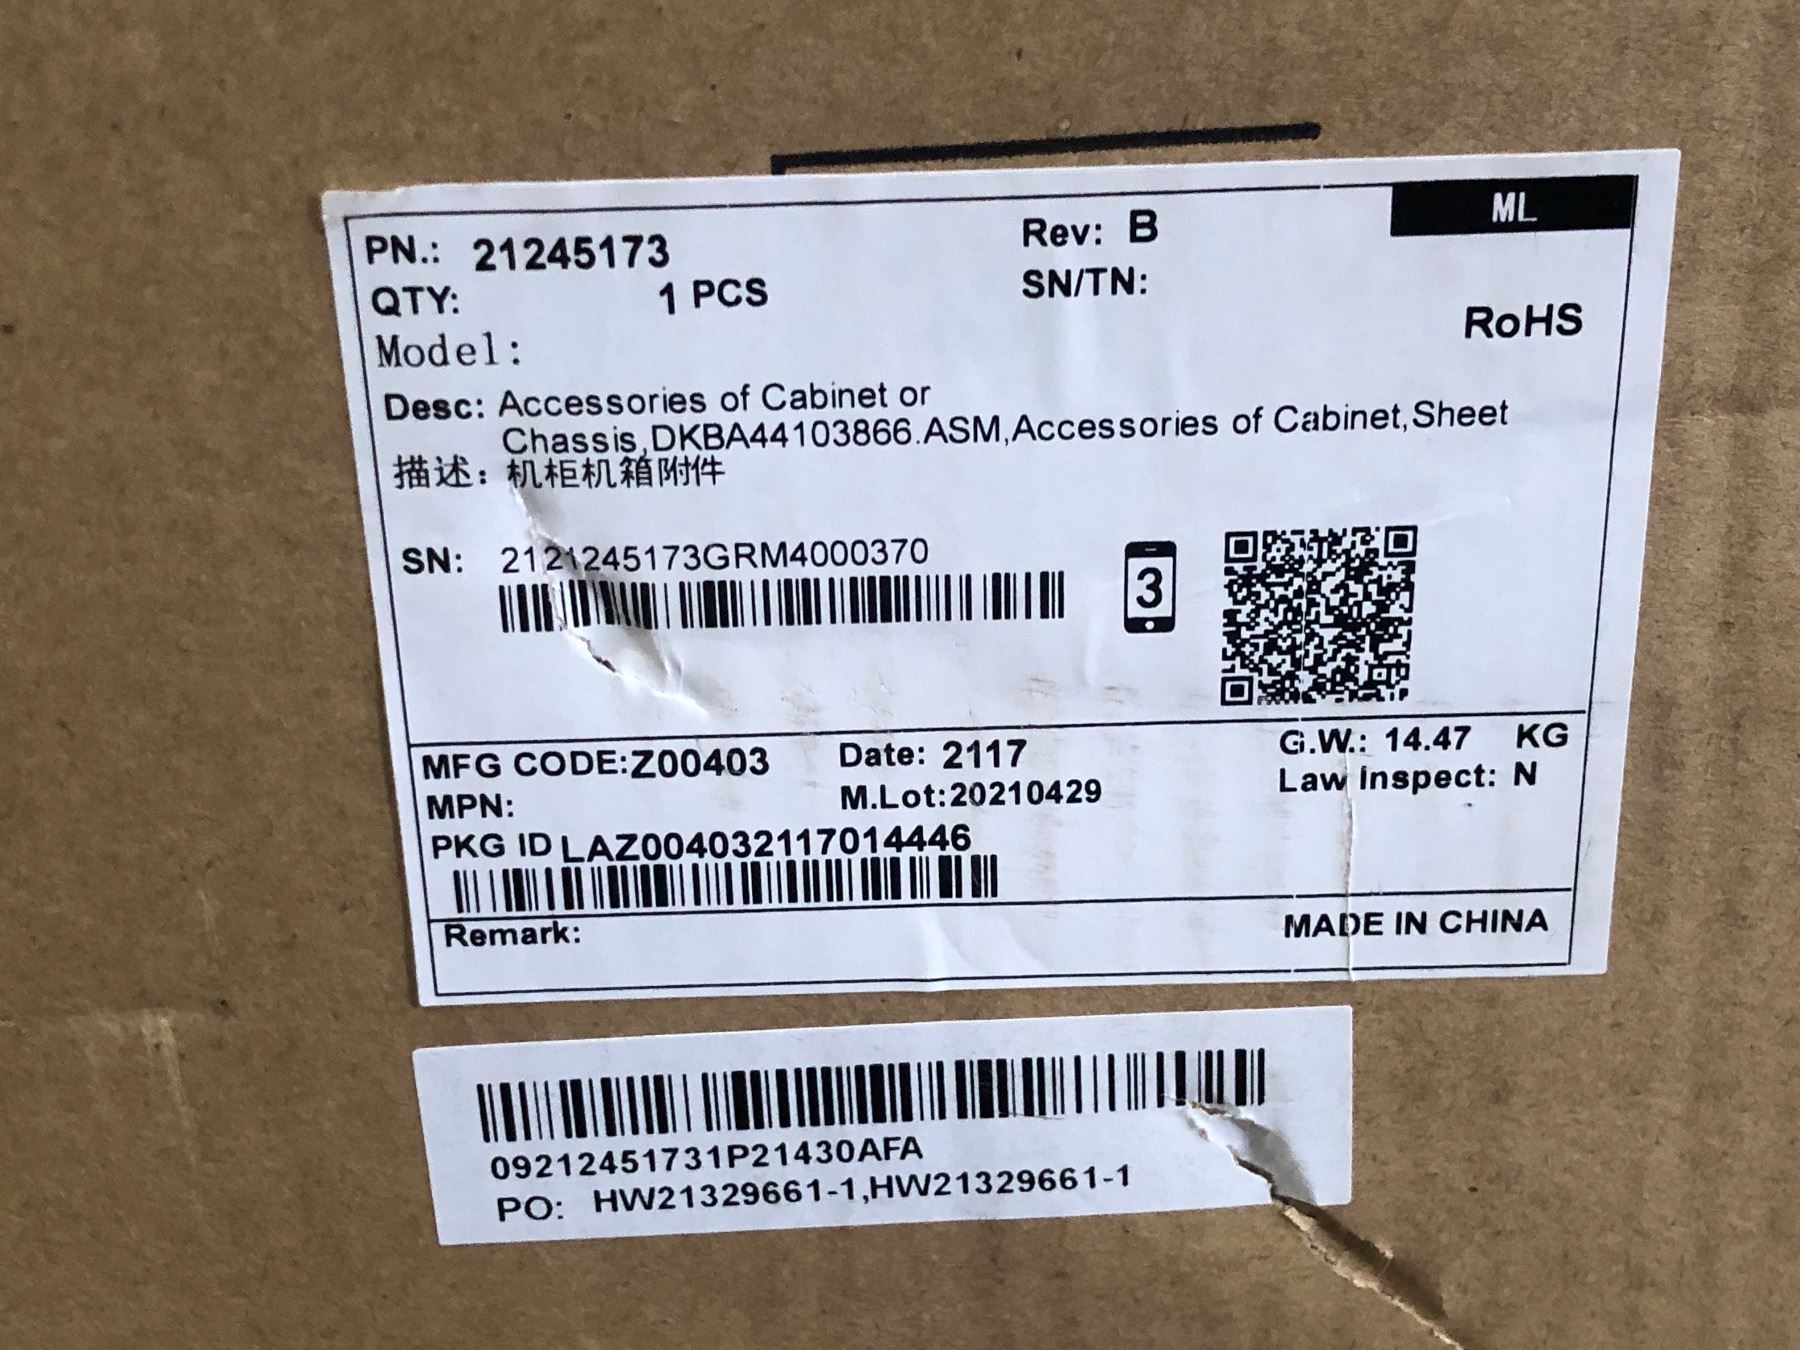 ML
PN.: 21245173 Rev: B
QTY: 1 PCS SN/TN:
RoHS
Model:
Desc: Accessories of Cabinet or
Chassis,DKBA44103866.ASM,Accessories of Cabinet,Sheet
描述: 机柜机箱附件
SN: 2121245173GRM4000370
3
MFG CODE:Z00403 Date: 2117 G.W.: 14.47 KG
MPN: M.Lot:20210429 Law Inspect: N
PKG ID LAZ004032117014446
Remark: MADE IN CHINA
09212451731P21430AFA
PO: HW21329661-1,HW21329661-1